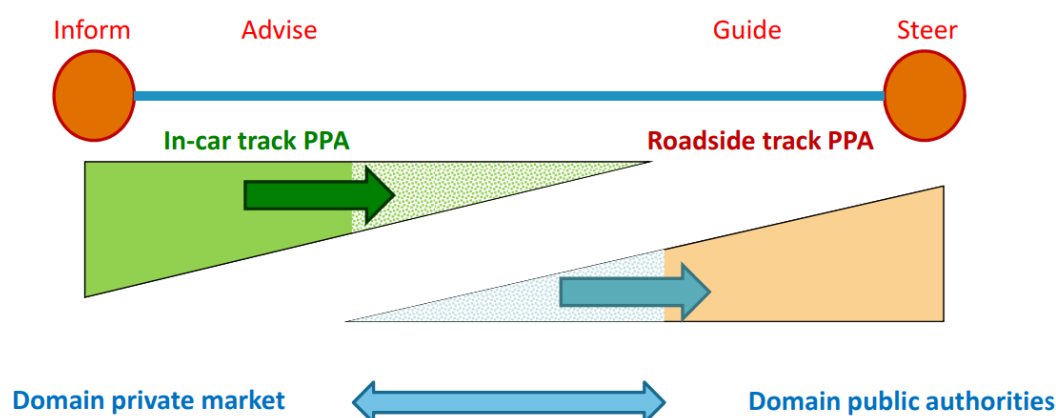 Inform Advise Guide Steer
In-car track PPA Roadside track PPA
Domain private market Domain public authorities